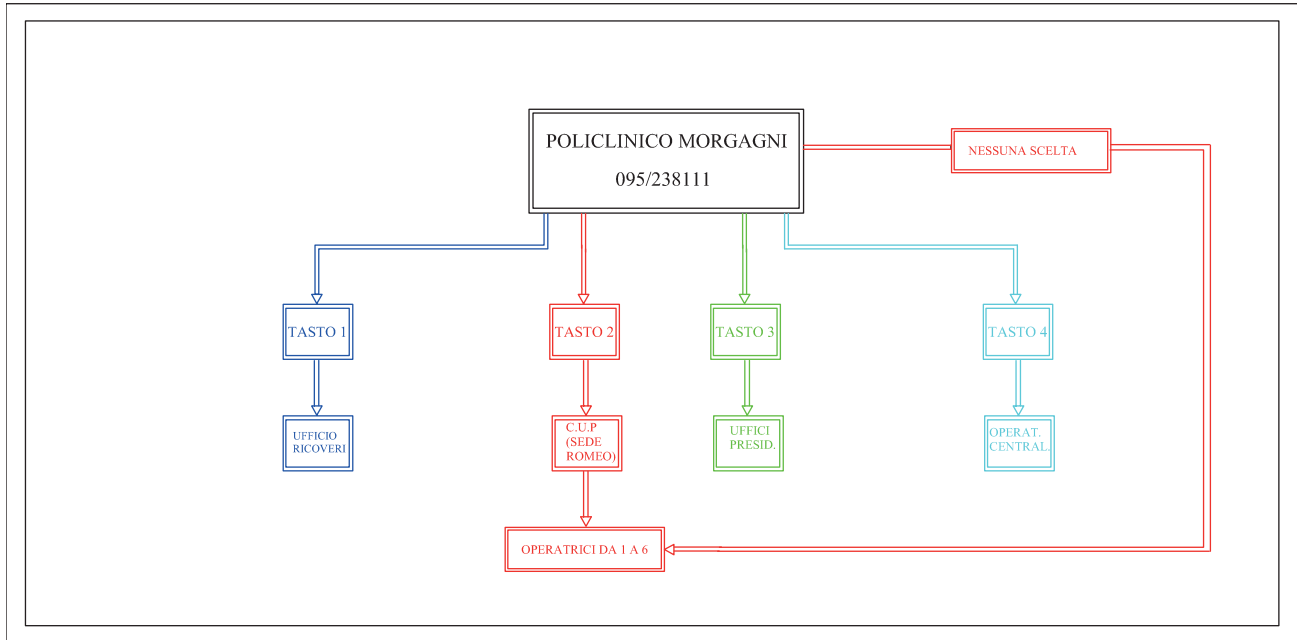 POLICLINICO MORGAGNI
095/238111
NESSUNA SCELTA
TASTO 1
TASTO 2
TASTO 3
TASTO 4
UFFICIO
RICOVERI
C.U.P
(SEDE
ROMEO)
UFFICI
PRESID.
OPERAT.
CENTRAL.
OPERATRICI DA 1 A 6